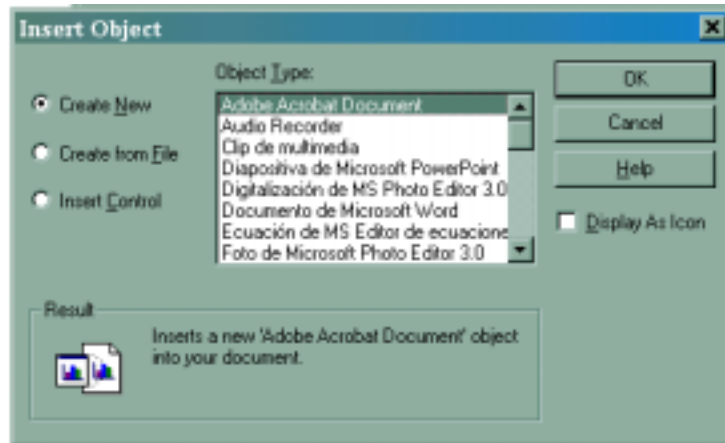 Insert Object
Object Type:
Create New
Create from File
Insert Control
Adobe Acrobat Document
Audio Recorder
Clip de multimedia
Diapositiva de Microsoft PowerPoint
Digitalización de MS Photo Editor 3.0
Documento de Microsoft Word
Ecuación de MS Editor de ecuacione
Foto de Microsoft Photo Editor 3.0
OK
Cancel
Help
Display As Icon
Result
Inserts a new 'Adobe Acrobat Document' object
into your document.